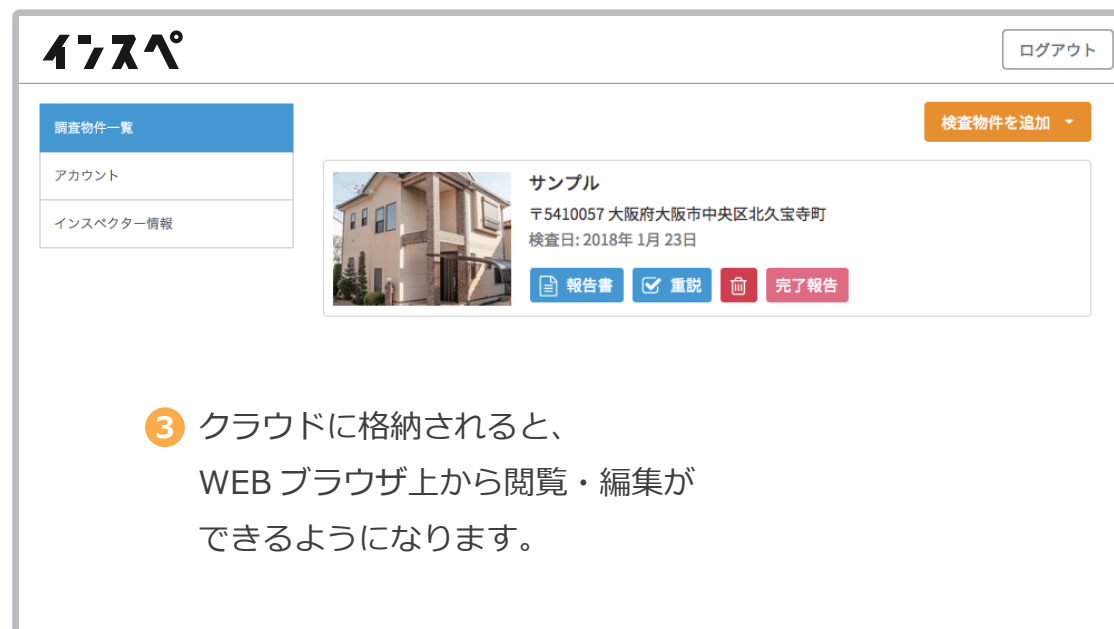 インスペ
ログアウト
調査物件一覧
アカウント
インスペクター情報
検査物件を追加
サンプル
〒5410057 大阪府大阪市中央区北久宝寺町
検査日: 2018年 1月 23日
報告書 重説 完了報告
3 クラウドに格納されると、
WEB ブラウザ上から閲覧・編集が
できるようになります。